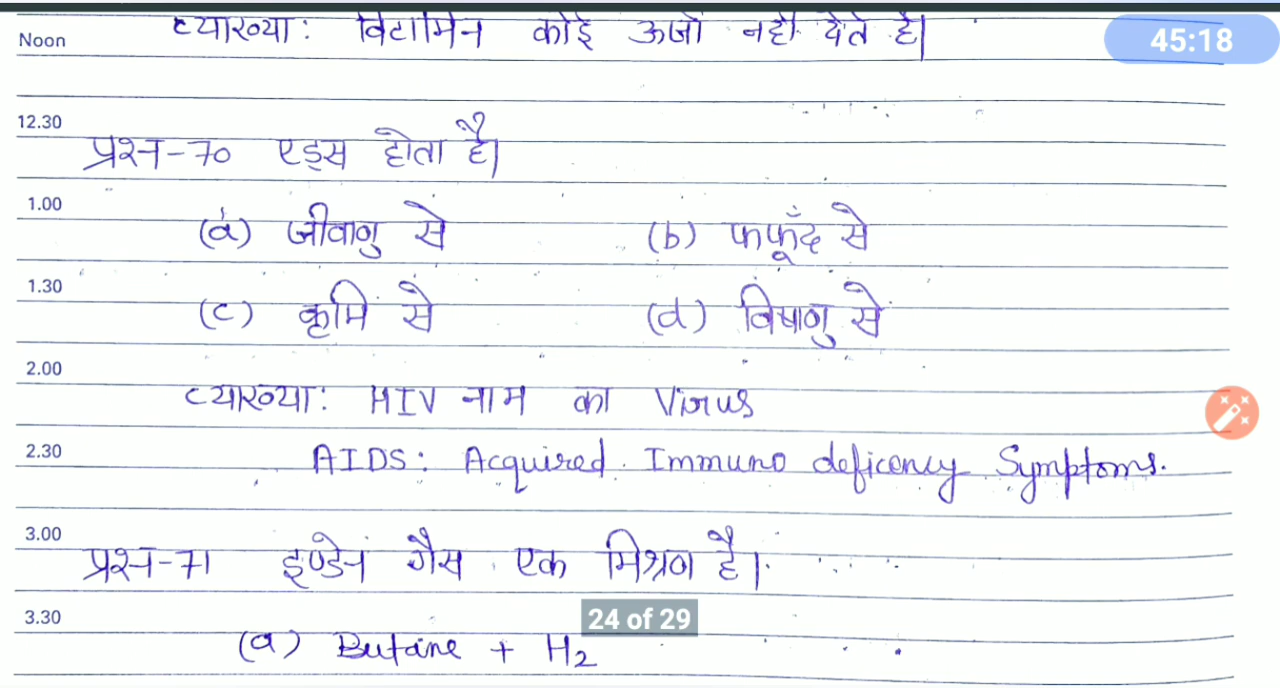 Noon व्याख्या: विटामिन कोई ऊर्जा नहीं देते है।
45:18
12.30
प्रश्न-70 एड्स होता है।
1.00 (a) जीवाणु से (b) फफूँद से
1.30 (c) कृमि से (d) विषाणु से
2.00 व्याख्या: HIV नाम का Virus
2.30 AIDS: Acquired Immuno deficency Symptoms.
3.00 प्रश्न-71 इण्डेन गैस एक मिश्रण है।
24 of 29
3.30 (a) Butane + H2